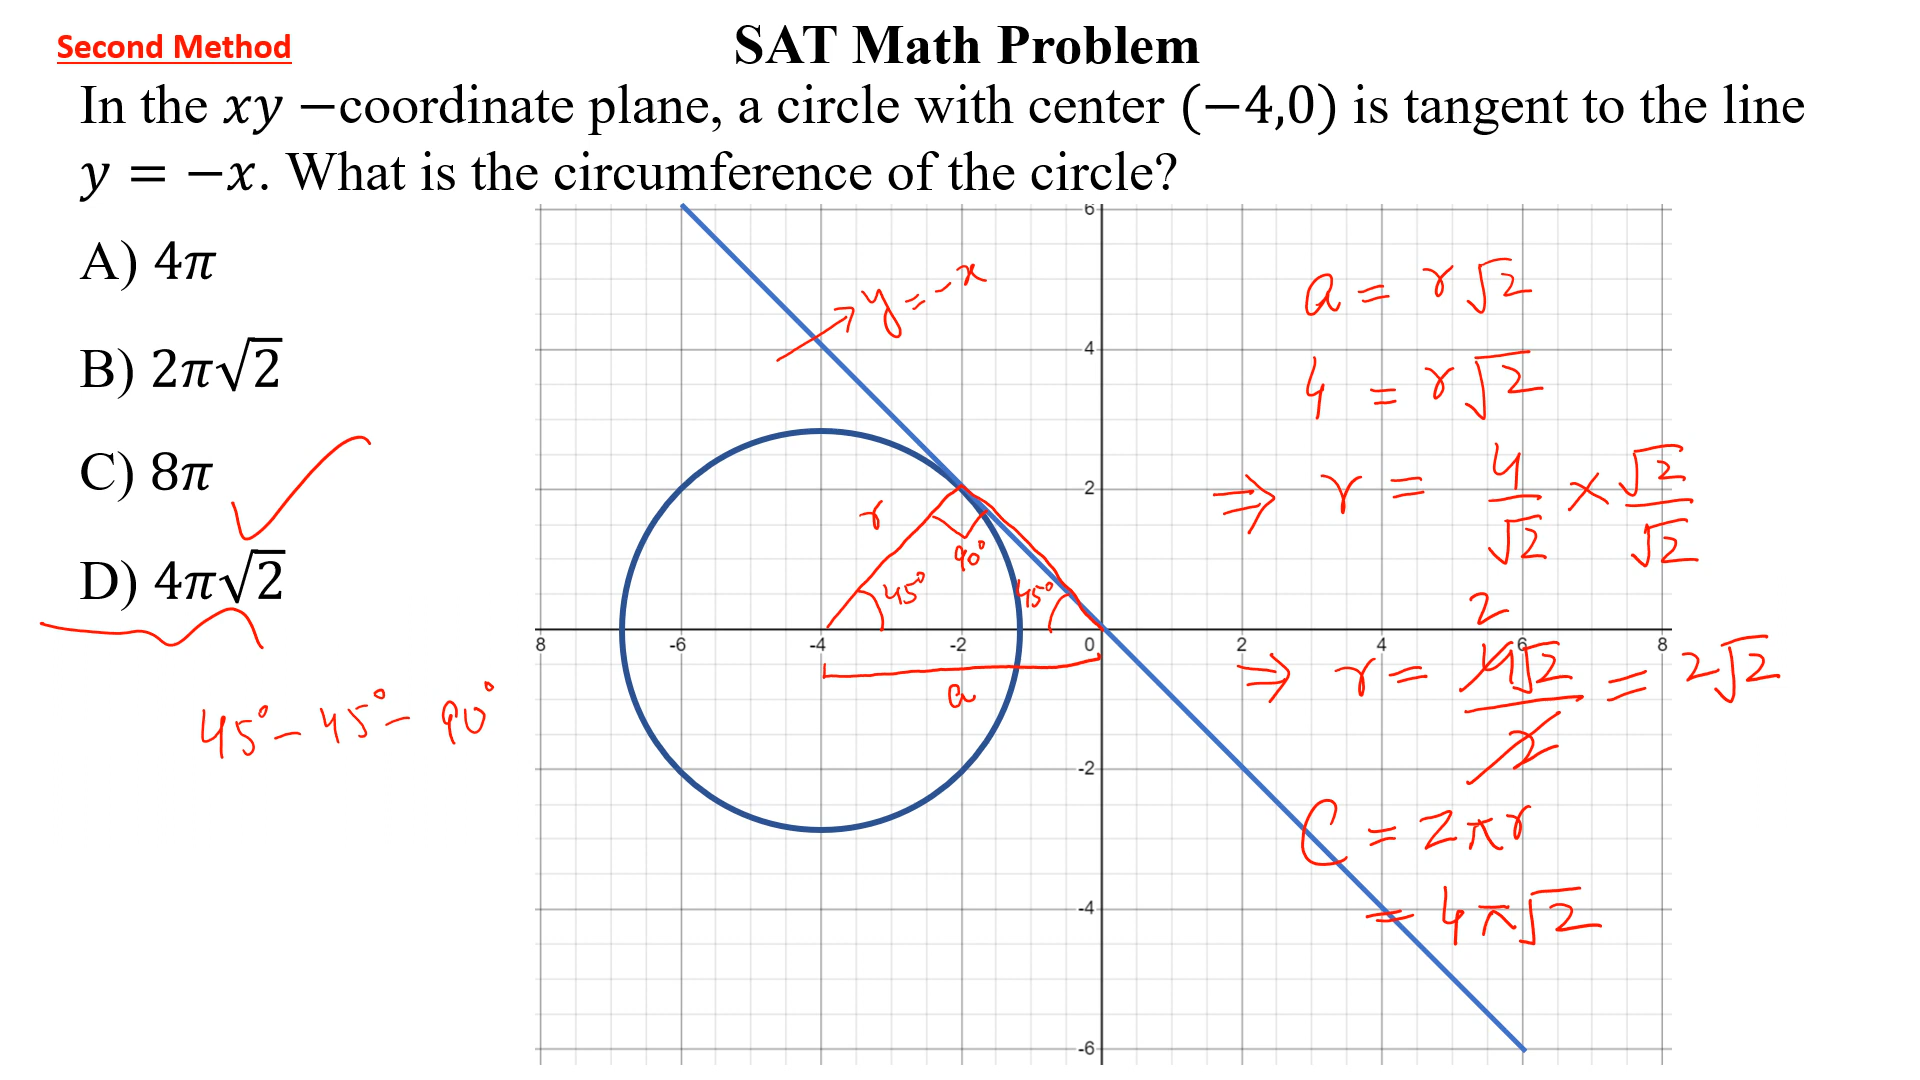 Second Method
SAT Math Problem
In the xy −coordinate plane, a circle with center (−4,0) is tangent to the line
y = −x. What is the circumference of the circle?
A) 4π
B) 2π√2
C) 8π
D) 4π√2
45° − 45° − 90°
y = −x
r
90°
45°
45°
a
6
4
2
8 -6 -4 -2 0 2 4 6 8
-2
-4
-6
a = r√2
4 = r√2
⇒ r = 4/√2 × √2/√2
2
⇒ r = 4√2/2 = 2√2
C = 2πr
= 4π√2